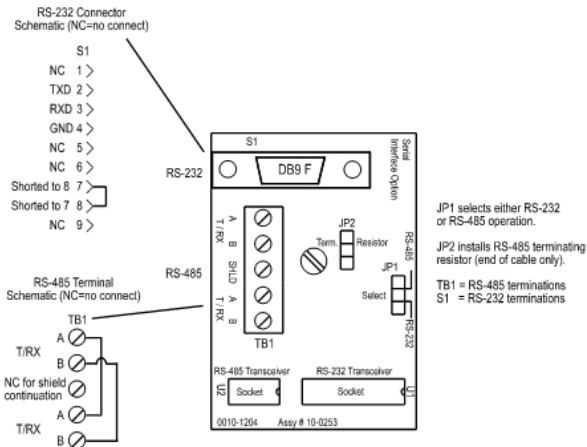 RS-232 Connector
Schematic (NC=no connect)
S1
NC 1
TXD 2
RXD 3
GND 4
NC 5
NC 6
Shorted to 8 7
Shorted to 7 8
NC 9
RS-485 Terminal
Schematic (NC=no connect)
TB1
A
T/RX
B
NC for shield
continuation
A
T/RX
B
RS-232
RS-485
S1
DB9 F
Serial
Interface Option
T / RX
A
B
SHLD
T / RX
A
B
TB1
JP2
Term.
Resistor
RS-485
JP1
Select
RS-232
RS-485 Transceiver
U2
Socket
RS-232 Transceiver
Socket
U1
0010-1204 Assy # 10-0253
JP1 selects either RS-232
or RS-485 operation.
JP2 installs RS-485 terminating
resistor (end of cable only).
TB1 = RS-485 terminations
S1 = RS-232 terminations